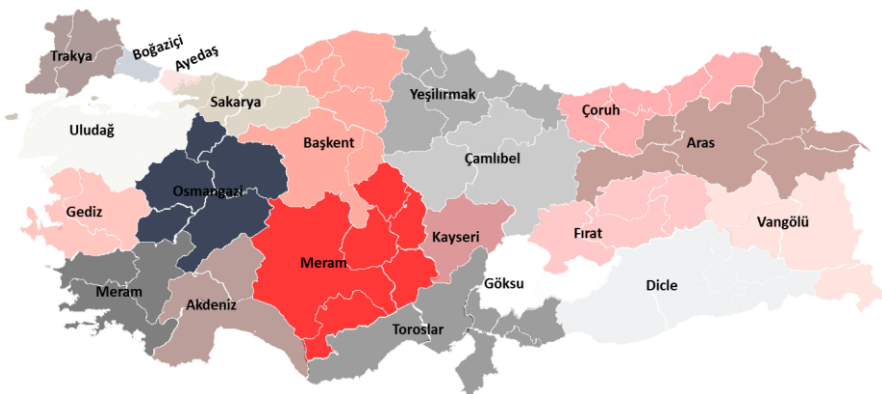 Trakya
Boğaziçi
Ayedaş
Sakarya
Uludağ
Başkent
Yeşilırmak
Çoruh
Aras
Çamlıbel
Osmangazi
Gediz
Kayseri
Fırat
Vangölü
Meram
Meram
Akdeniz
Göksu
Dicle
Toroslar